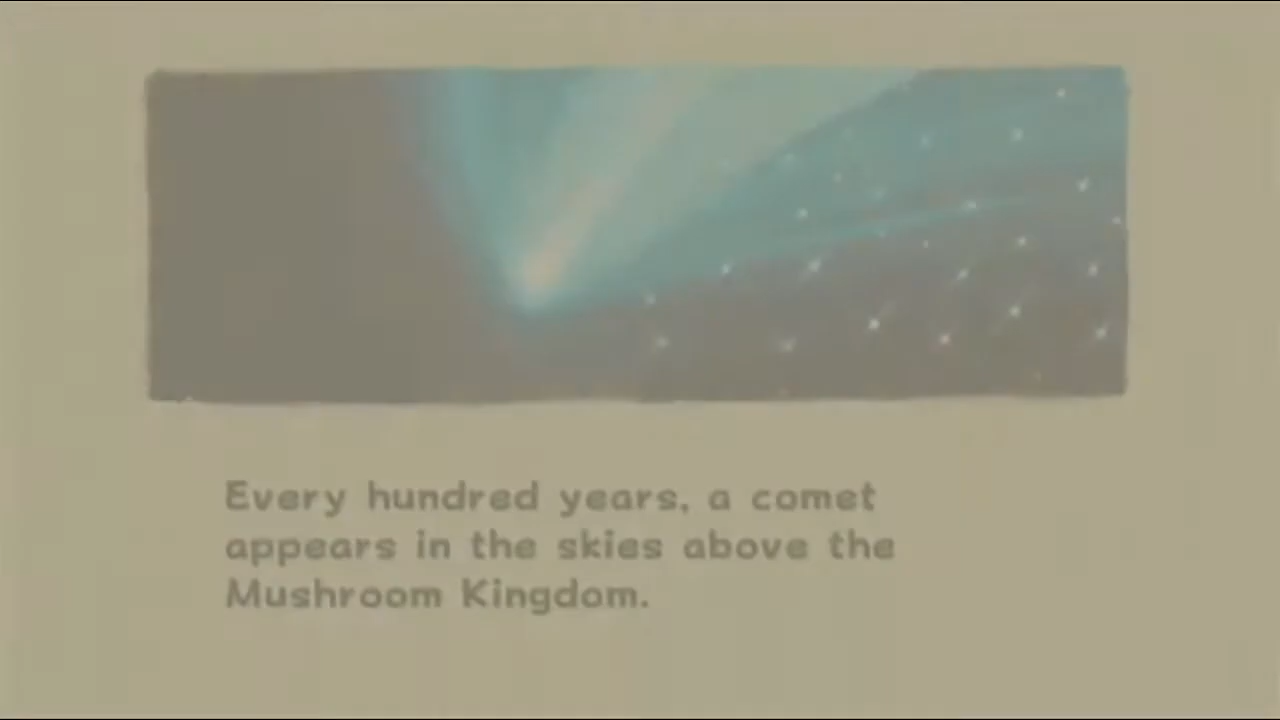 Every hundred years, a comet
appears in the skies above the
Mushroom Kingdom.